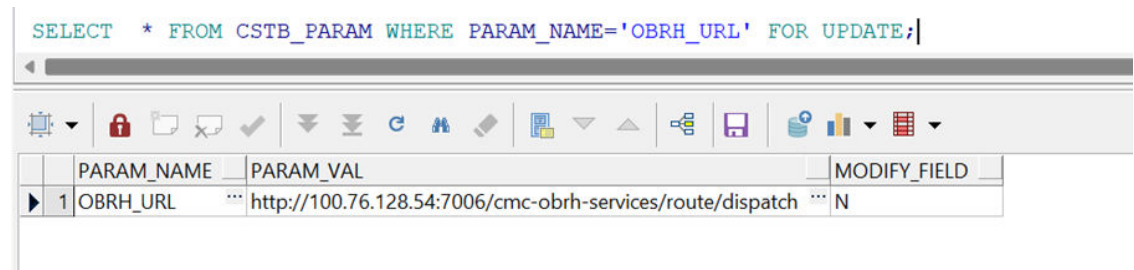 SELECT * FROM CSTB_PARAM WHERE PARAM_NAME='OBRH_URL' FOR UPDATE;
PARAM_NAME PARAM_VAL MODIFY_FIELD
1 OBRH_URL ... http://100.76.128.54:7006/cmc-obrh-services/route/dispatch ... N